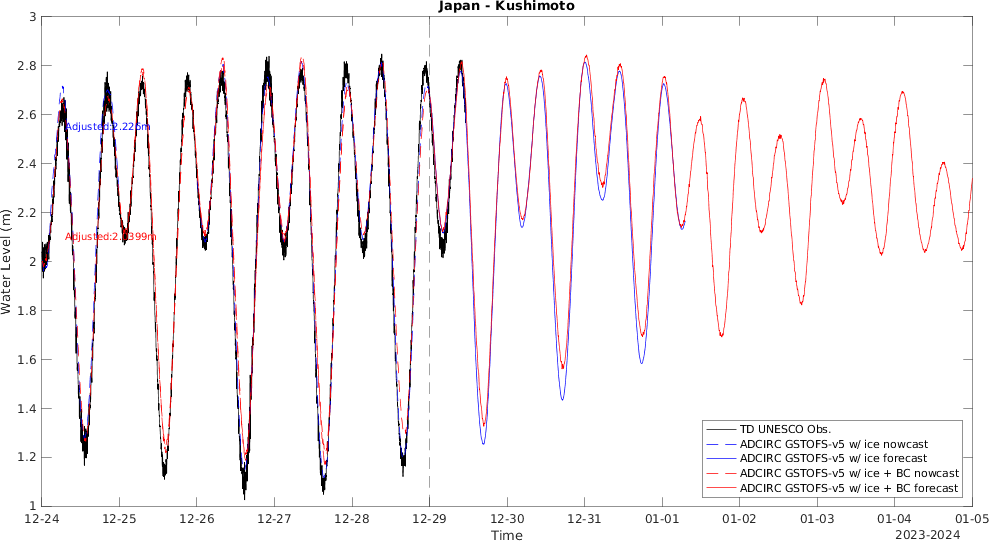 Japan - Kushimoto
3
2.8
2.6
2.4
2.2
2
1.8
1.6
1.4
1.2
1
Water Level (m)
Adjusted:2.226m
TD UNESCO Obs.
ADCIRC GSTOFS-v5 w/ ice nowcast
ADCIRC GSTOFS-v5 w/ ice forecast
ADCIRC GSTOFS-v5 w/ ice + BC nowcast
ADCIRC GSTOFS-v5 w/ ice + BC forecast
12-24 12-25 12-26 12-27 12-28 12-29 12-30 12-31 01-01 01-02 01-03 01-04 01-05
Time
2023-2024